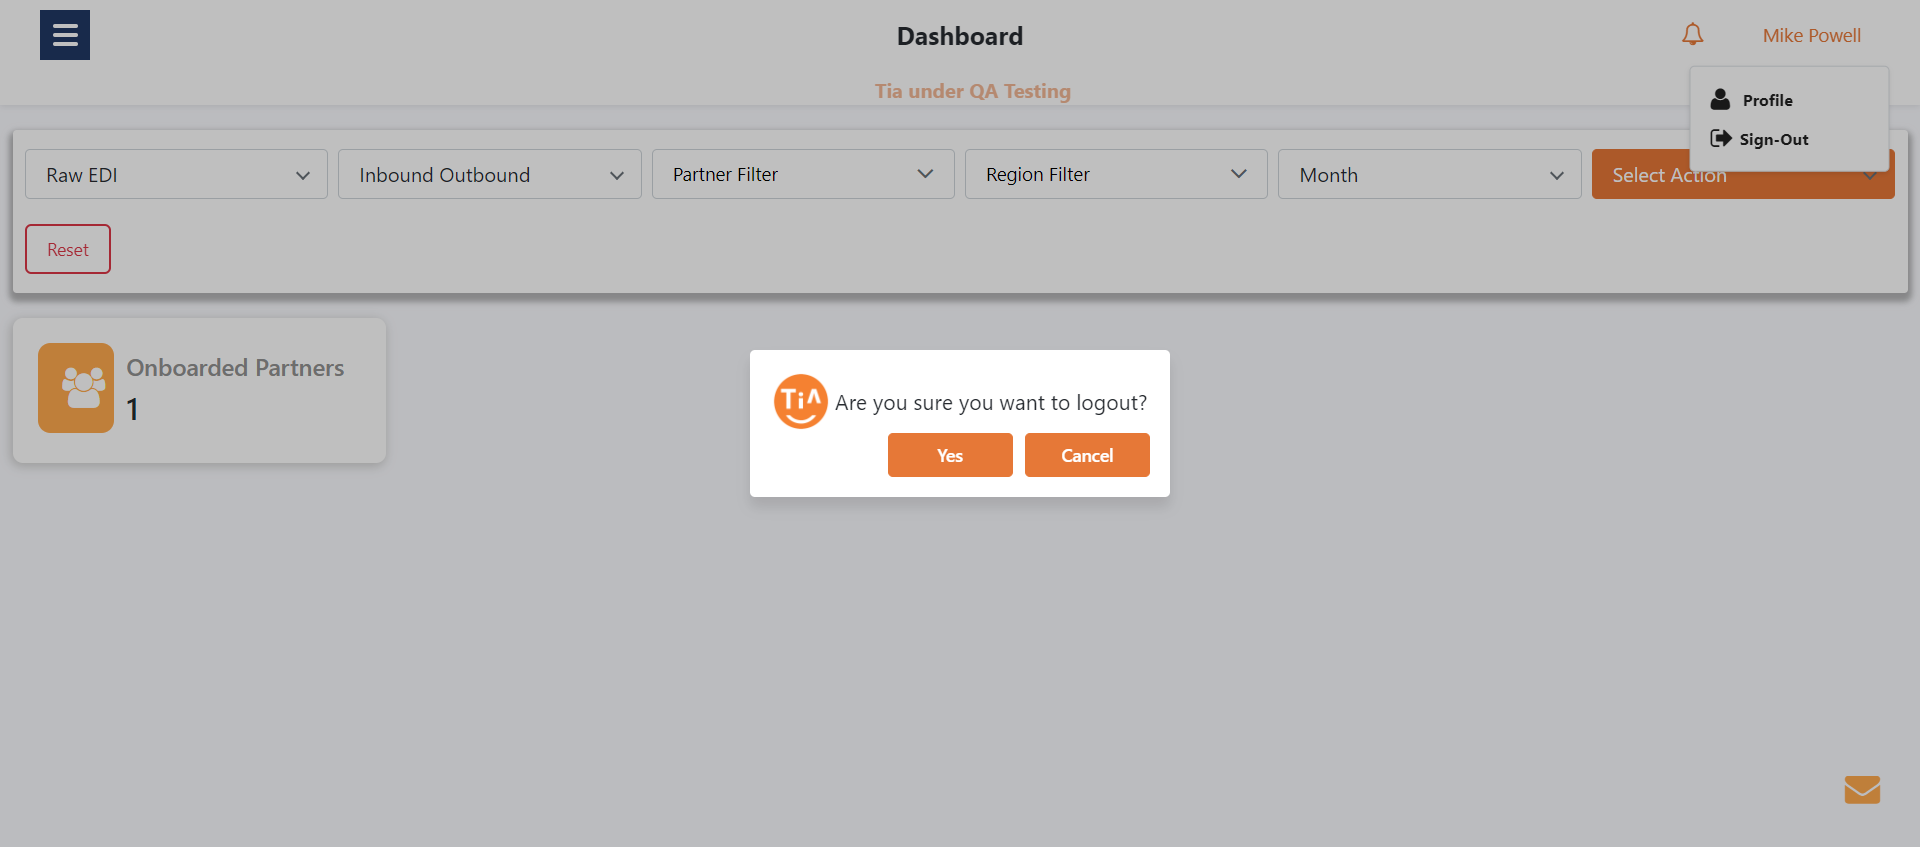 Dashboard
Mike Powell
Tia under QA Testing
Profile
Sign-Out
Raw EDI
Inbound Outbound
Partner Filter
Region Filter
Month
Select Action
Reset
Onboarded Partners
1
TiA
Are you sure you want to logout?
Yes
Cancel